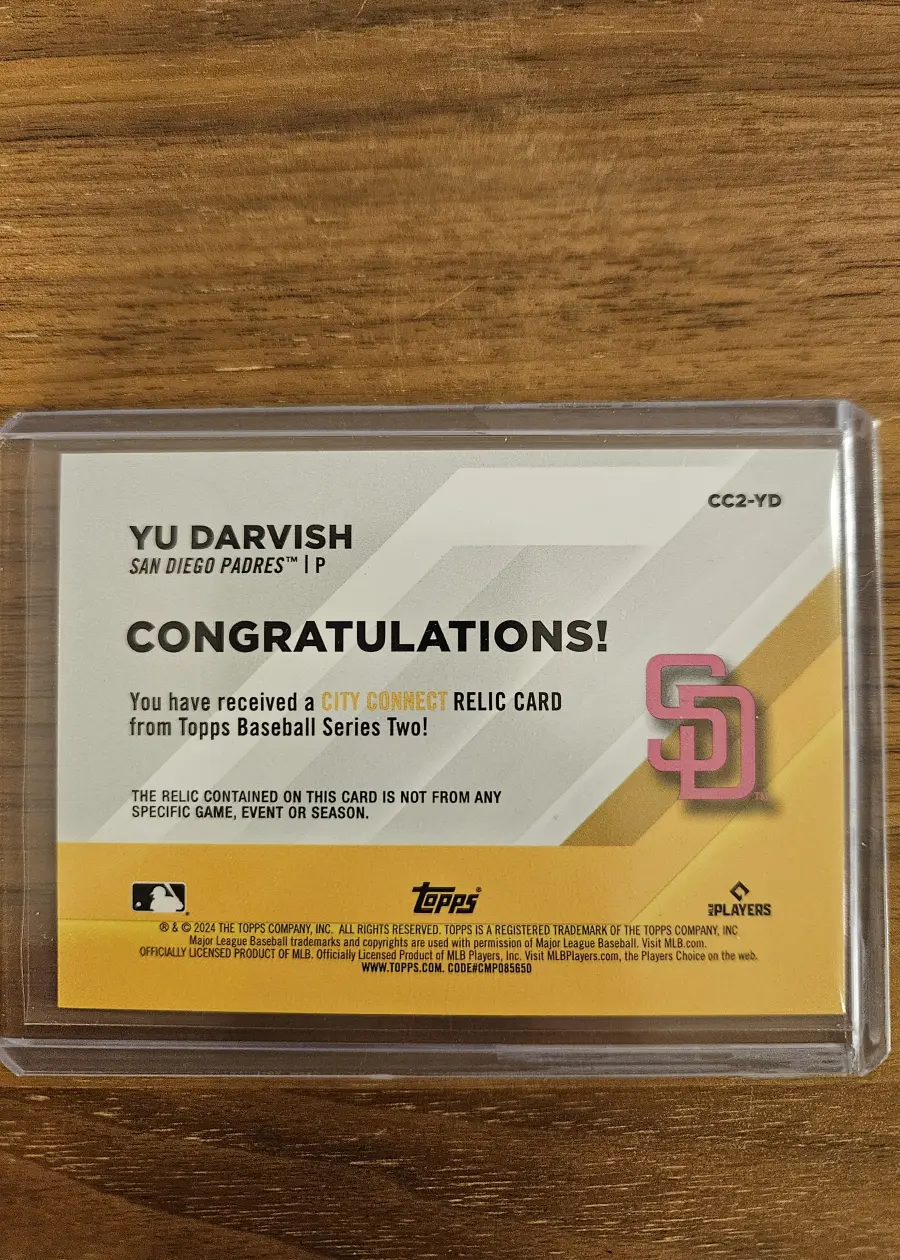 CC2-YD
YU DARVISH
SAN DIEGO PADRES™ | P
CONGRATULATIONS!
You have received a CITY CONNECT RELIC CARD
from Topps Baseball Series Two!
SD
TM
THE RELIC CONTAINED ON THIS CARD IS NOT FROM ANY
SPECIFIC GAME, EVENT OR SEASON.
topps®
MLB PLAYERS
® & © 2024 THE TOPPS COMPANY, INC. ALL RIGHTS RESERVED. TOPPS IS A REGISTERED TRADEMARK OF THE TOPPS COMPANY, INC
Major League Baseball trademarks and copyrights are used with permission of Major League Baseball. Visit MLB.com.
OFFICIALLY LICENSED PRODUCT OF MLB. Officially Licensed Product of MLB Players, Inc. Visit MLBPlayers.com, the Players Choice on the web.
WWW.TOPPS.COM. CODE#CMP085650